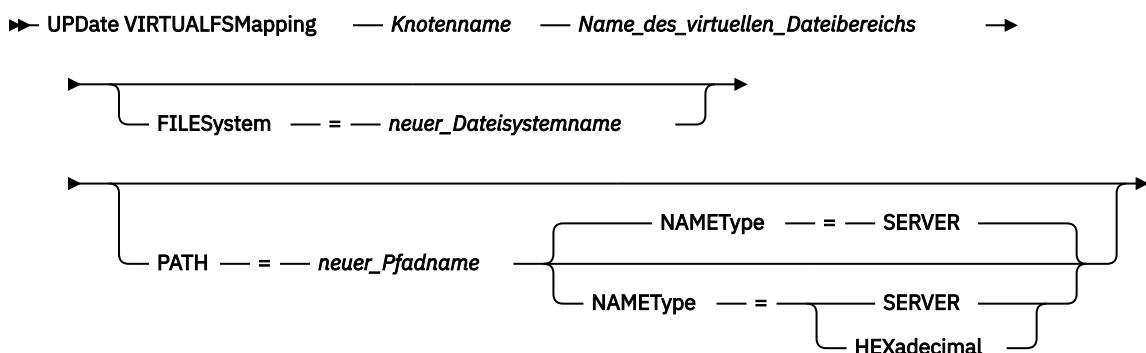 UPDate VIRTUALFSMapping Knotenname Name_des_virtuellen_Dateibereichs
FILESystem = neuer_Dateisystemname
NAMEType = SERVER
PATH = neuer_Pfadname
NAMEType = SERVER
HEXadecimal